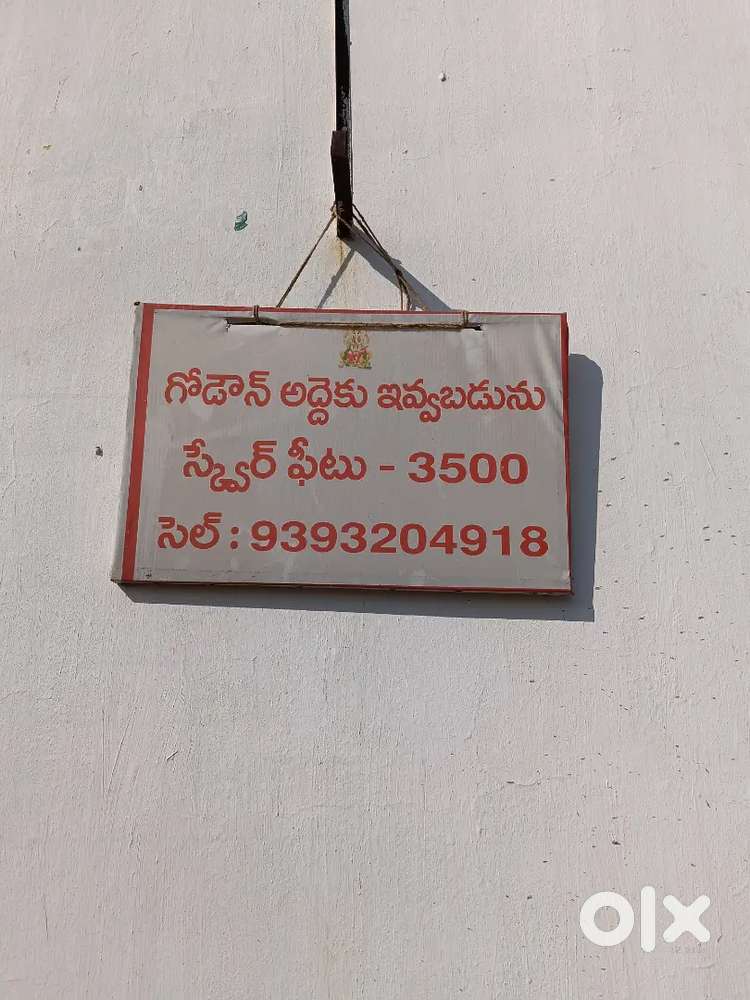 గోడౌన్ అద్దెకు ఇవ్వబడును
స్క్వేర్ ఫీటు - 3500
సెల్ : 9393204918
olx